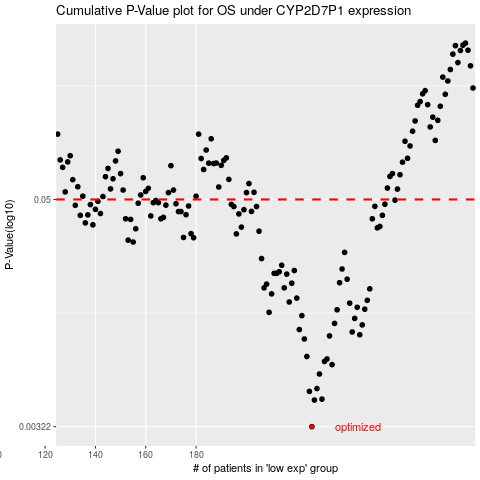 Cumulative P-Value plot for OS under CYP2D7P1 expression
P-Value(log10)
0.05
0.00322
optimized
0 120 140 160 180
# of patients in 'low exp' group